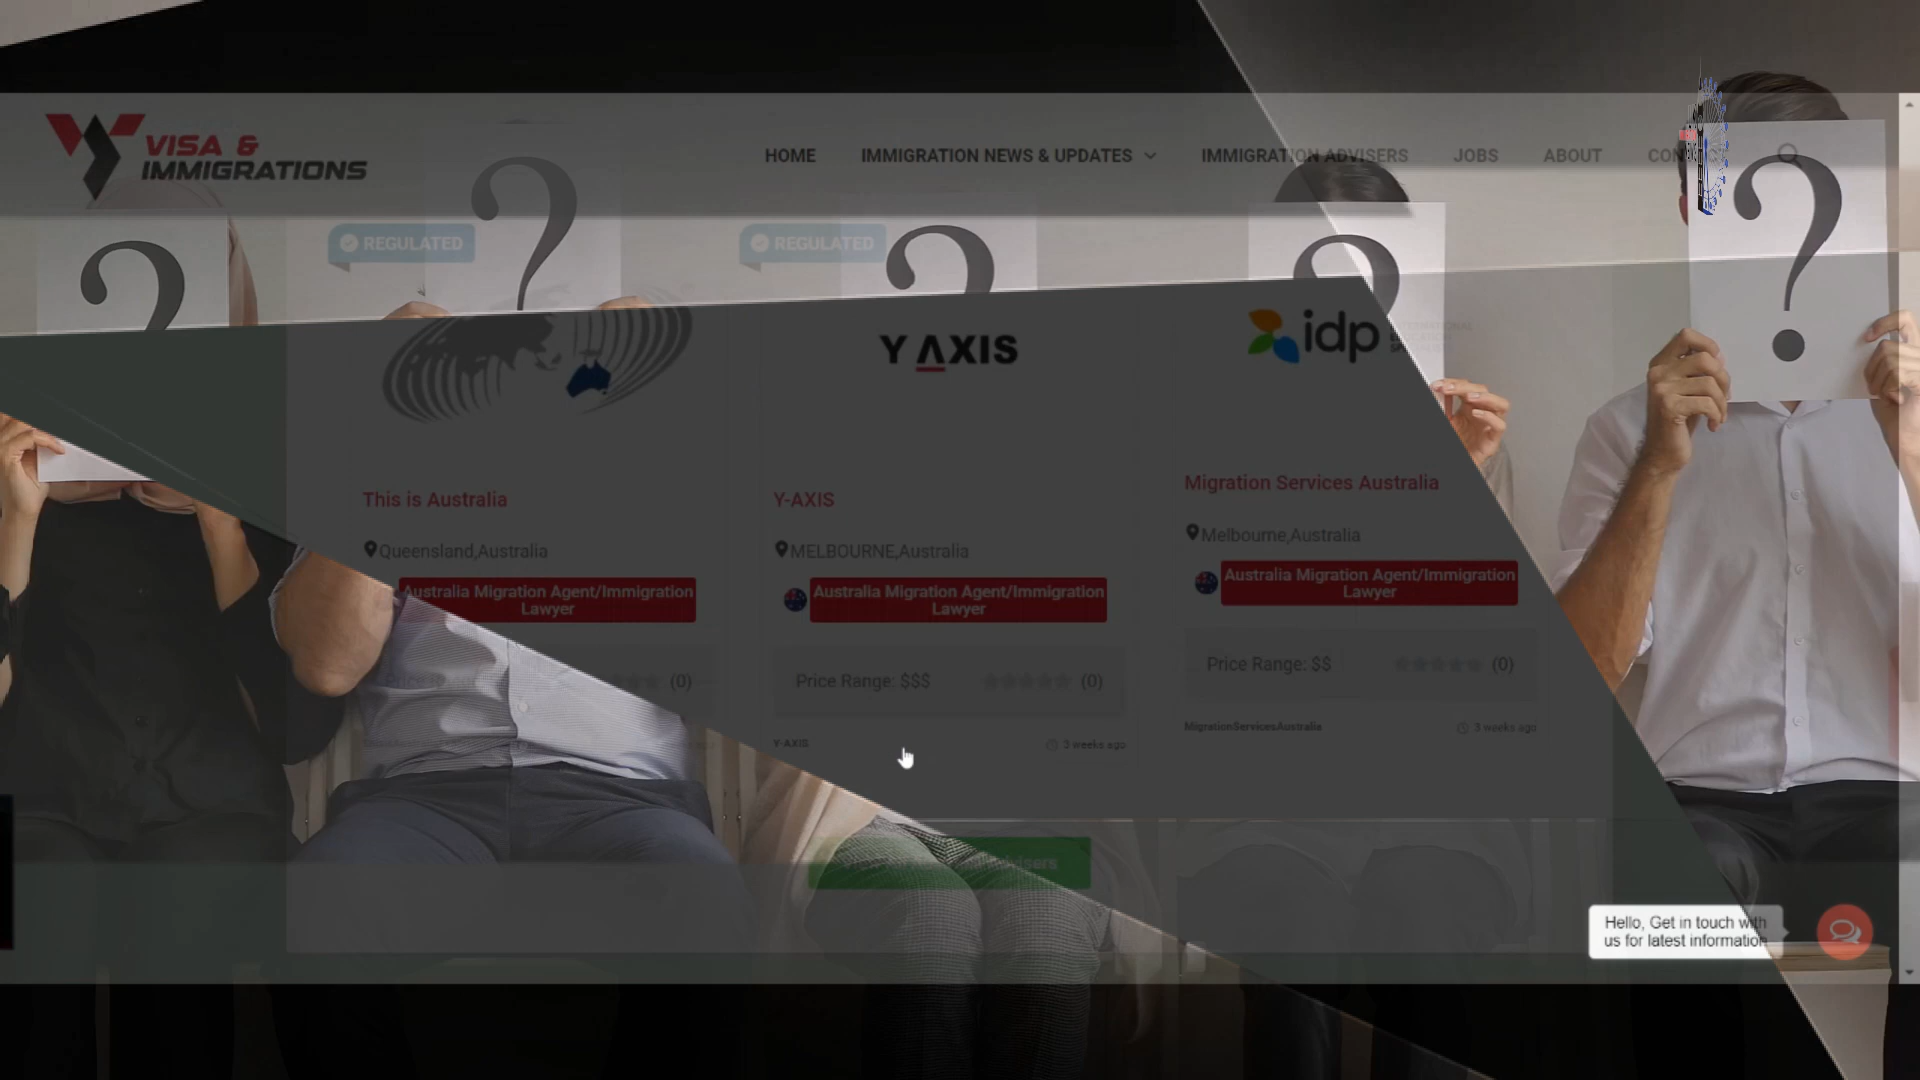 VISA &
IMMIGRATIONS
HOME
IMMIGRATION NEWS & UPDATES
IMMIGRATION ADVISERS
JOBS
ABOUT
REGULATED
REGULATED
?
?
?
?
?
Y AXIS
idp
This is Australia
Y-AXIS
Migration Services Australia
Queensland,Australia
MELBOURNE,Australia
Melbourne,Australia
Australia Migration Agent/Immigration
Lawyer
Australia Migration Agent/Immigration
Lawyer
Australia Migration Agent/Immigration
Lawyer
(0)
Price Range: $$$
(0)
Price Range: $$
(0)
Y-AXIS
3 weeks ago
MigrationServicesAustralia
3 weeks ago
Hello, Get in touch with
us for latest information